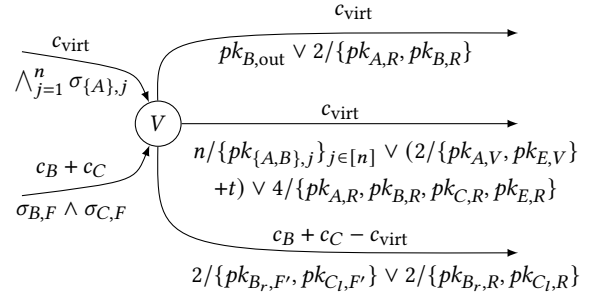 c_virt
pk_{B,out} ∨ 2/{pk_{A,R}, pk_{B,R}}
c_virt
⋀_{j=1}^{n} σ_{{A},j}
V
c_virt
n/{pk_{{A,B},j}}_{j∈[n]} ∨ (2/{pk_{A,V}, pk_{E,V}}
+t) ∨ 4/{pk_{A,R}, pk_{B,R}, pk_{C,R}, pk_{E,R}}
c_B + c_C
σ_{B,F} ∧ σ_{C,F}
c_B + c_C − c_virt
2/{pk_{B_r,F′}, pk_{C_l,F′}} ∨ 2/{pk_{B_r,R}, pk_{C_l,R}}